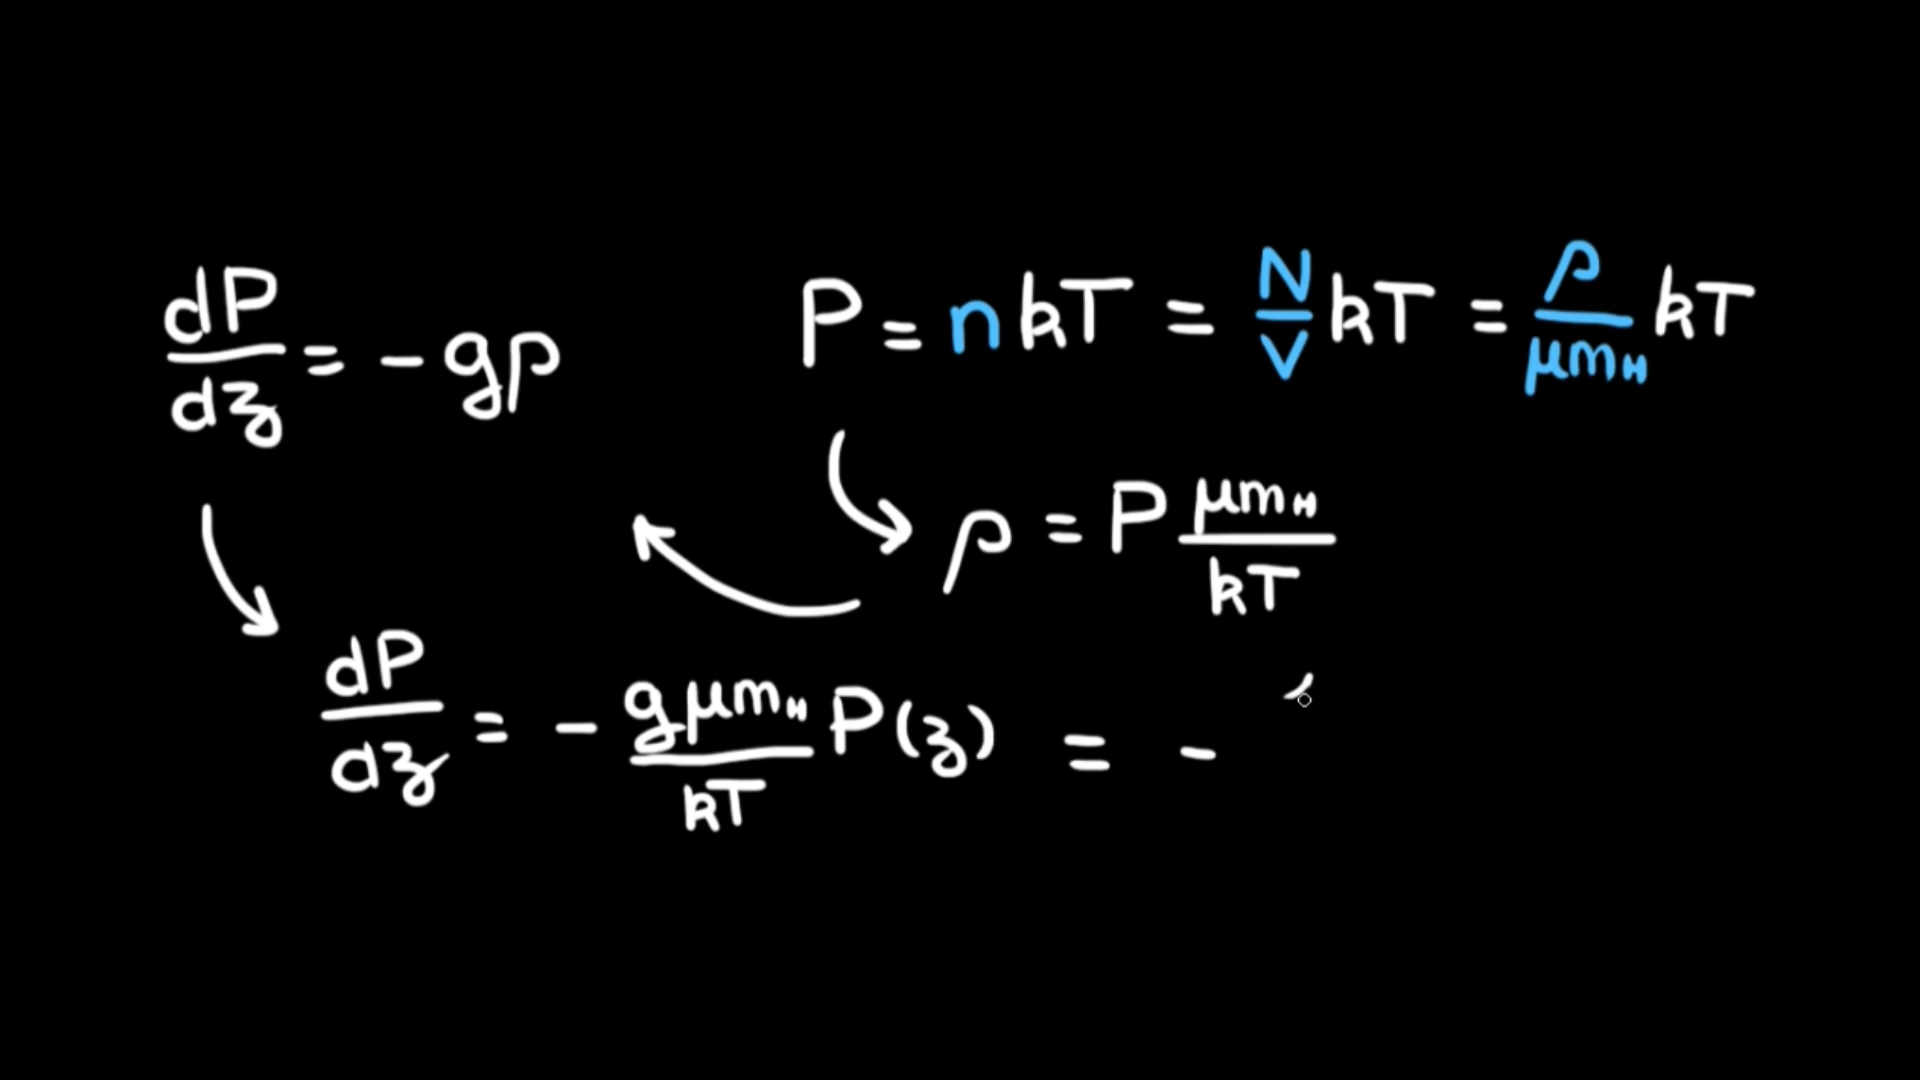 dP/dz = - gρ
P = nkT = N/V kT = ρ/μm_H kT
ρ = P μm_H/kT
dP/dz = - gμm_H/kT P(z) = -